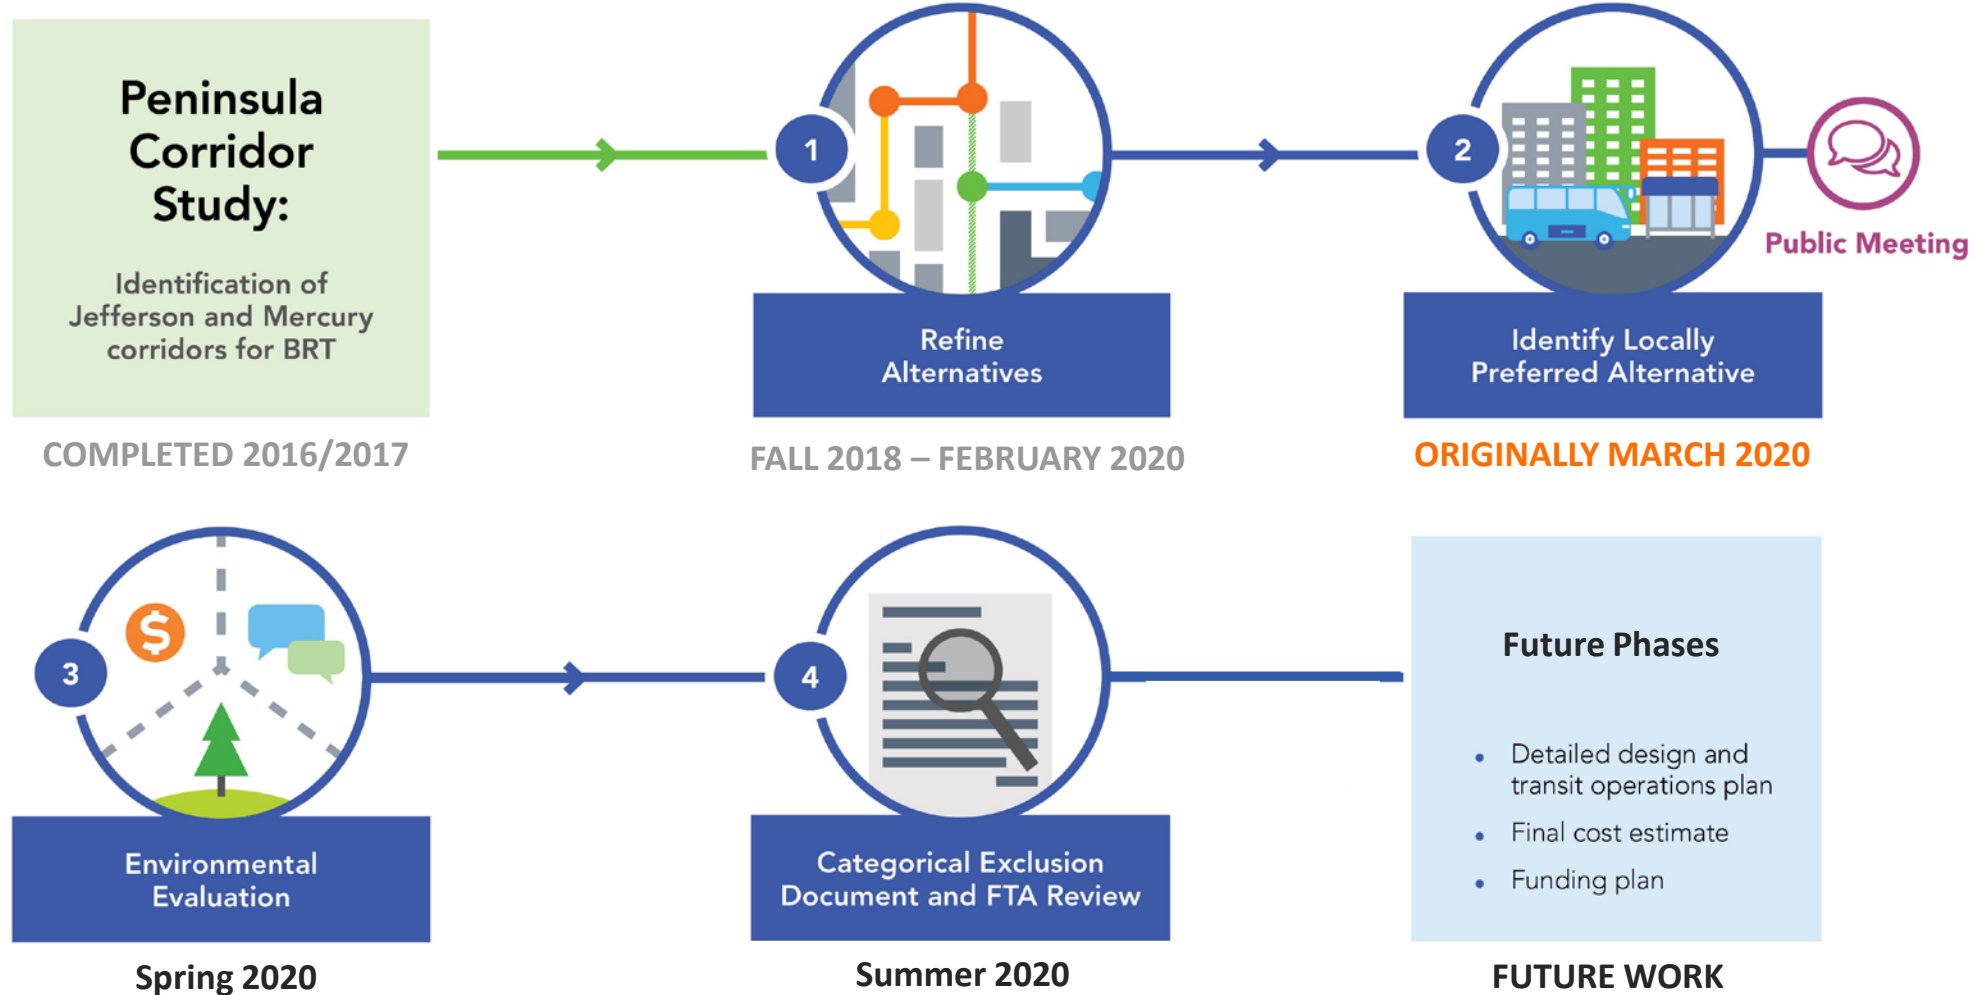 Peninsula
Corridor
Study:
Identification of
Jefferson and Mercury
corridors for BRT
COMPLETED 2016/2017
1
Refine
Alternatives
FALL 2018 – FEBRUARY 2020
2
Identify Locally
Preferred Alternative
ORIGINALLY MARCH 2020
Public Meeting
3
$
Environmental
Evaluation
Spring 2020
4
Categorical Exclusion
Document and FTA Review
Summer 2020
Future Phases
• Detailed design and
transit operations plan
• Final cost estimate
• Funding plan
FUTURE WORK